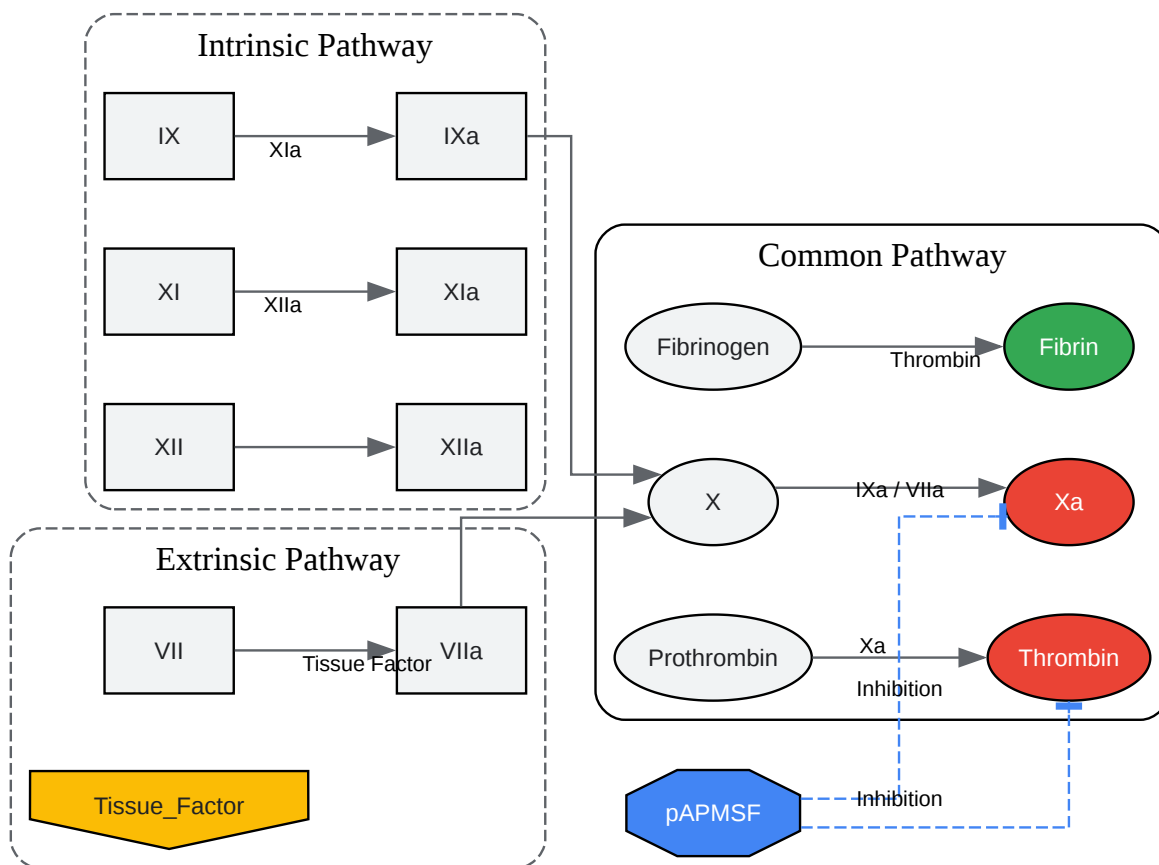 Intrinsic Pathway
IX
XIa
IXa
XI
XIIa
XIa
XII
XIIa
Extrinsic Pathway
VII
Tissue Factor
VIIa
Tissue_Factor
Common Pathway
Fibrinogen
Thrombin
Fibrin
X
IXa / VIIa
Xa
Prothrombin
Xa
Thrombin
Inhibition
pAPMSF
Inhibition